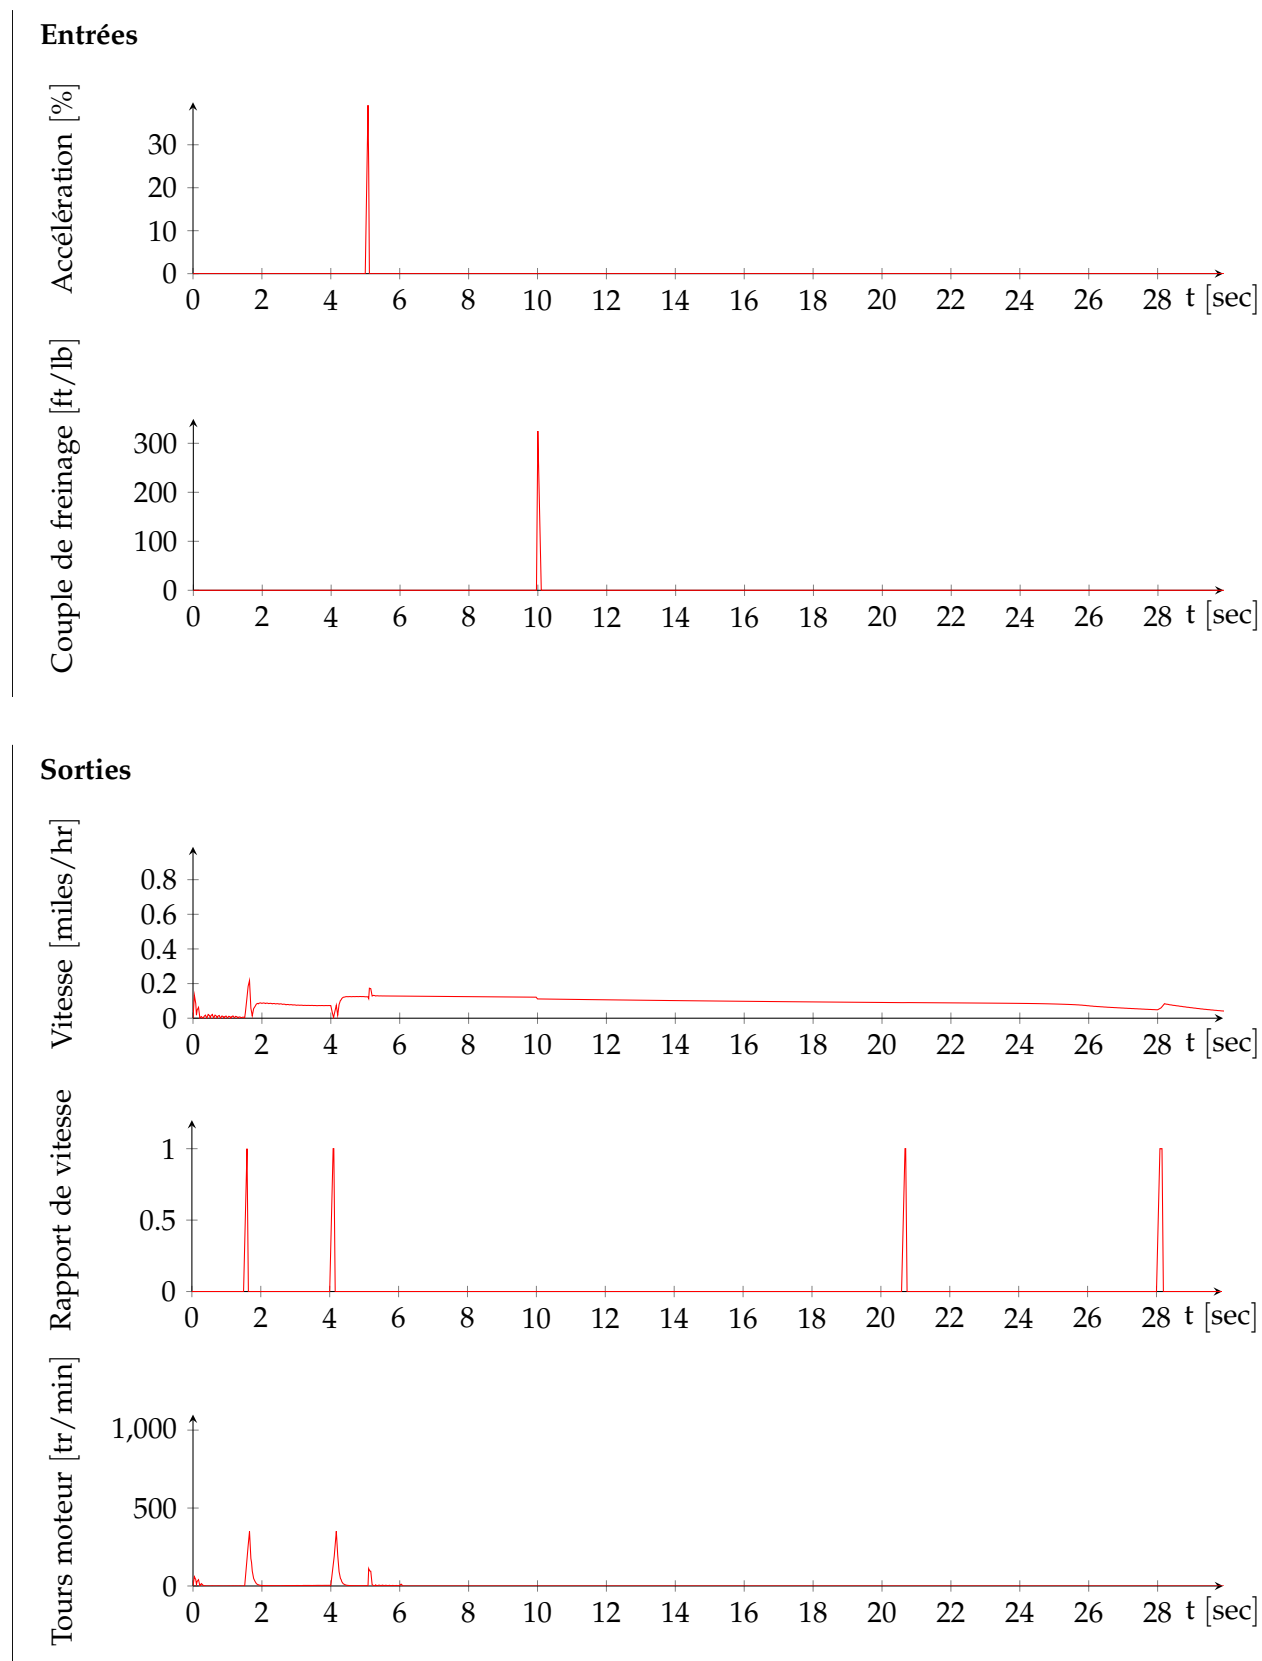 Entrées
Accélération [%]
30
20
10
0
0 2 4 6 8 10 12 14 16 18 20 22 24 26 28 t [sec]
Couple de freinage [ft/lb]
300
200
100
0
0 2 4 6 8 10 12 14 16 18 20 22 24 26 28 t [sec]
Sorties
Vitesse [miles/hr]
0.8
0.6
0.4
0.2
0
0 2 4 6 8 10 12 14 16 18 20 22 24 26 28 t [sec]
Rapport de vitesse
1
0.5
0
0 2 4 6 8 10 12 14 16 18 20 22 24 26 28 t [sec]
Tours moteur [tr/min]
1,000
500
0
0 2 4 6 8 10 12 14 16 18 20 22 24 26 28 t [sec]